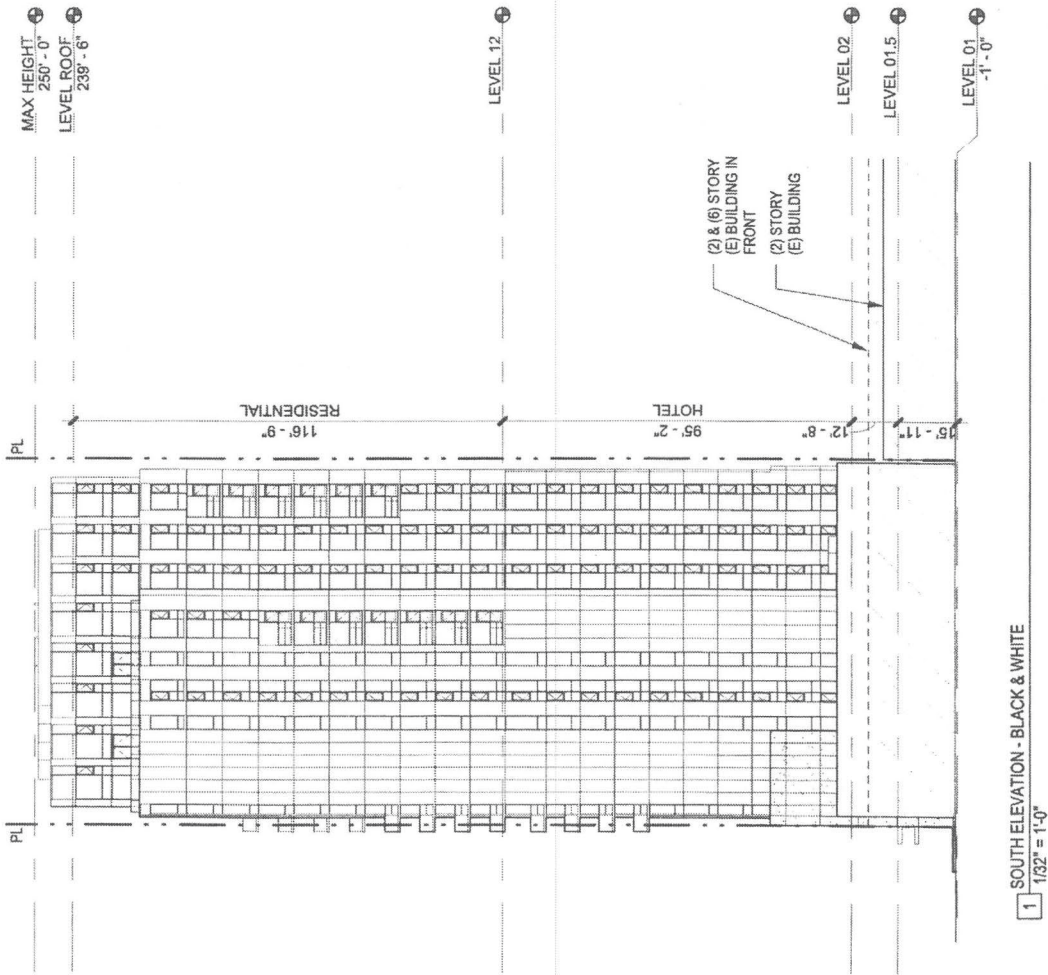 MAX HEIGHT
250' - 0"
LEVEL ROOF
239' - 6"
LEVEL 12
LEVEL 02
LEVEL 01.5
LEVEL 01
-1' - 0"
PL
PL
RESIDENTIAL
116' - 9"
HOTEL
95' - 2"
12' - 8"
15' - 11"
(2) & (6) STORY
(E) BUILDING IN
FRONT
(2) STORY
(E) BUILDING
1
SOUTH ELEVATION - BLACK & WHITE
1/32" = 1'-0"